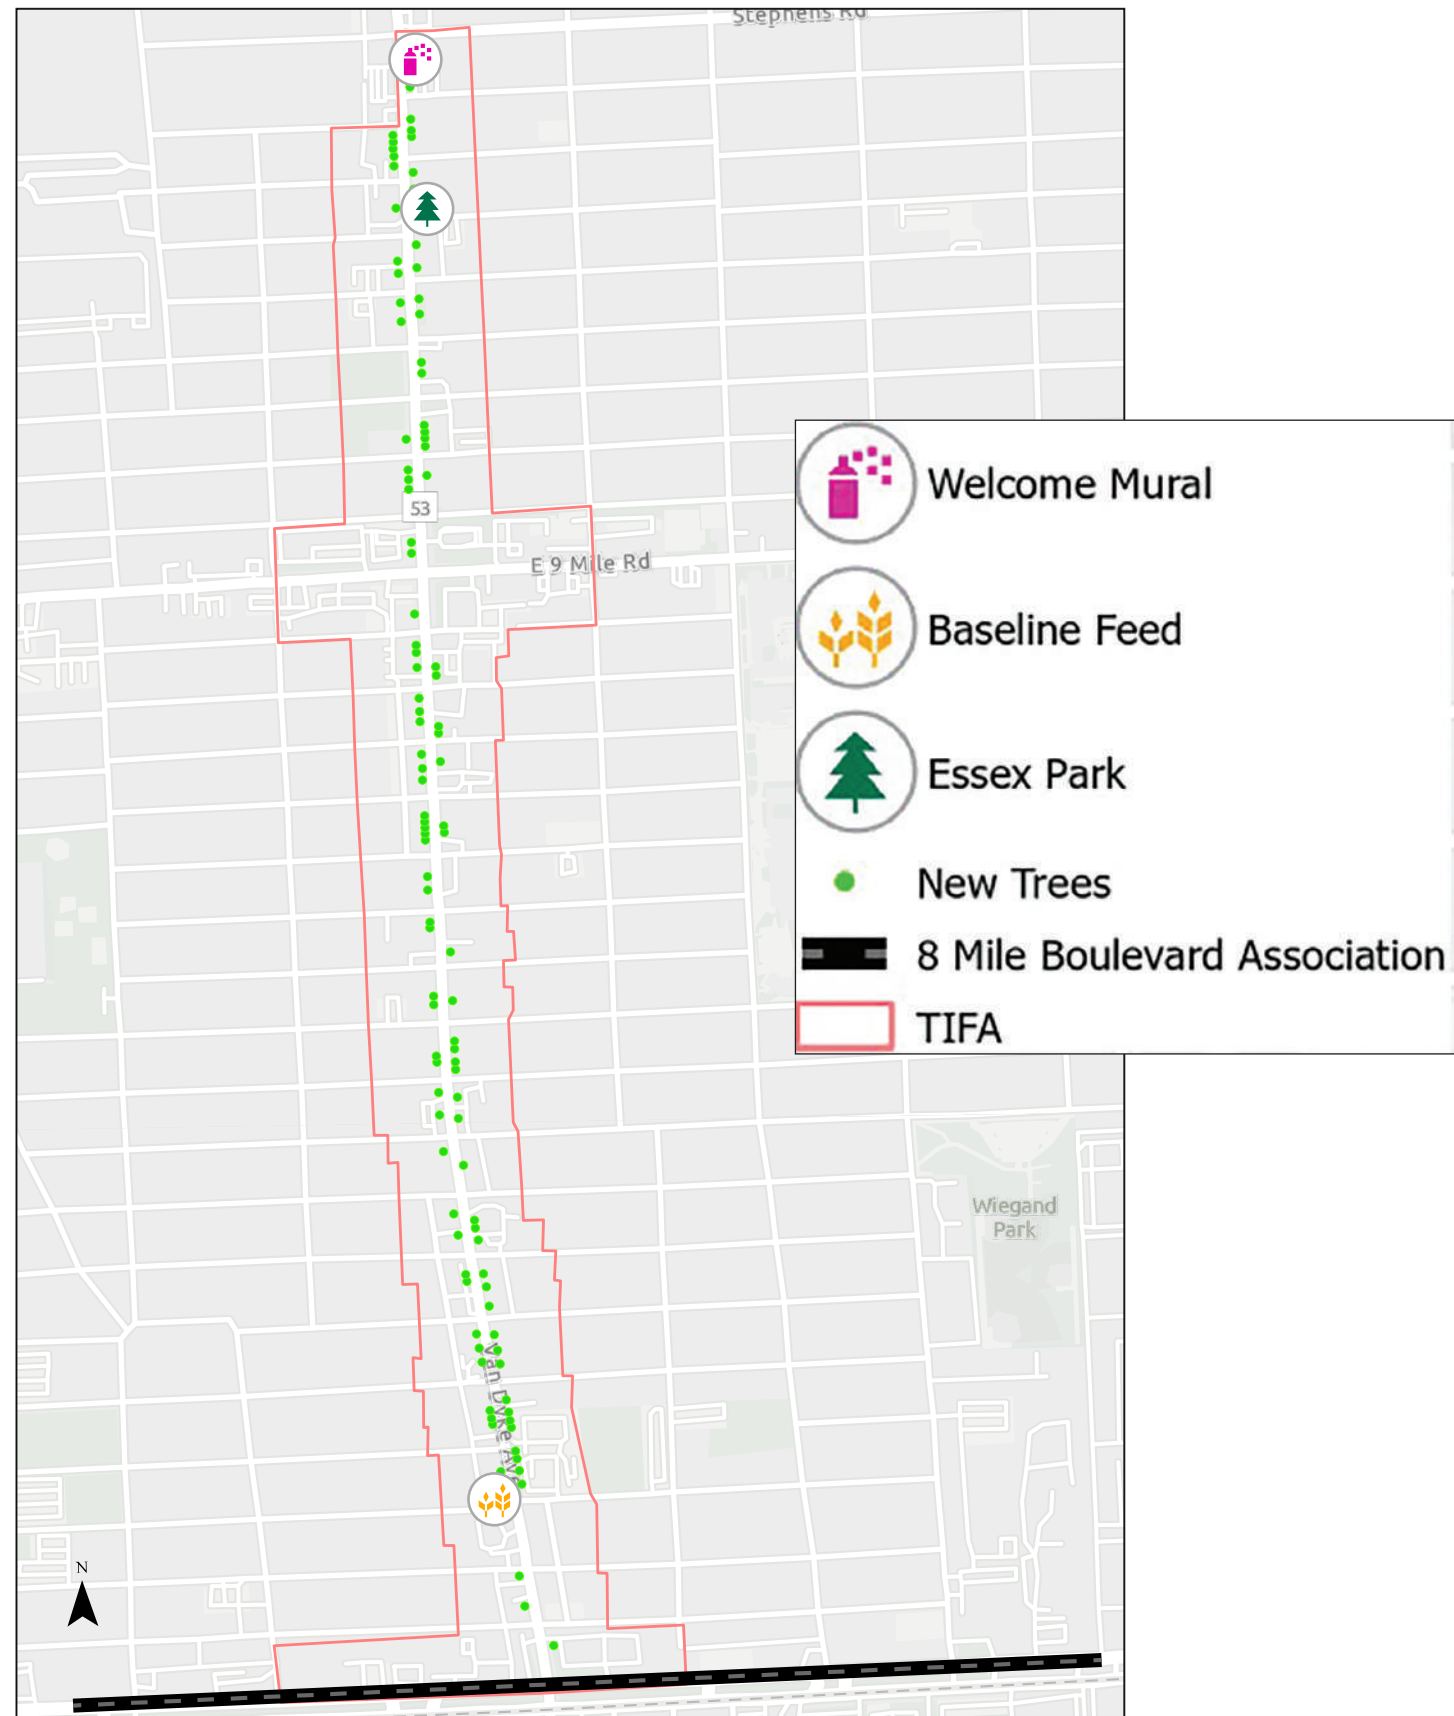 Stephens Rd
53
E 9 Mile Rd
Welcome Mural
Baseline Feed
Essex Park
New Trees
8 Mile Boulevard Association
TIFA
Wiegand
Park
Van Dyke Ave
N